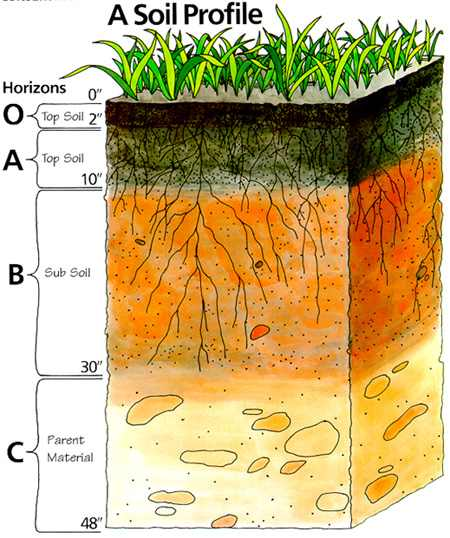 A Soil Profile
Horizons
0"
O Top Soil
2"
A Top Soil
10"
B Sub Soil
30"
C Parent
Material
48"